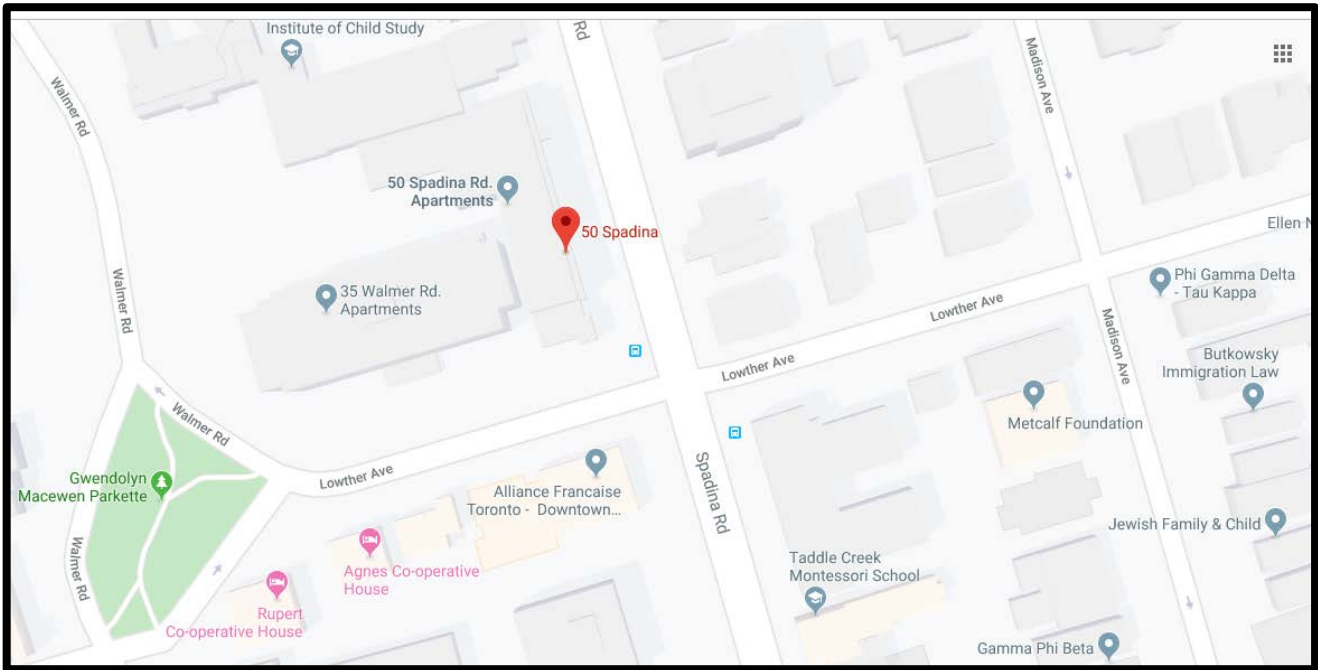 Institute of Child Study
Rd
Walmer Rd
Madison Ave
50 Spadina Rd.
Apartments
50 Spadina
Ellen
Walmer Rd
35 Walmer Rd.
Apartments
Phi Gamma Delta
- Tau Kappa
Lowther Ave
Madison Ave
Lowther Ave
Butkowsky
Immigration Law
Walmer Rd
Metcalf Foundation
Gwendolyn
Macewen Parkette
Lowther Ave
Alliance Francaise
Toronto - Downtown...
Spadina Rd
Jewish Family & Child
Walmer Rd
Agnes Co-operative
House
Taddle Creek
Montessori School
Rupert
Co-operative House
Gamma Phi Beta